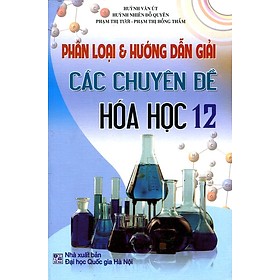 HUỲNH VĂN ÚT
HUỲNH NHIÊN ĐỖ QUYÊN
PHẠM THỊ TƯƠI - PHẠM THỊ HỒNG THẮM
PHÂN LOẠI & HƯỚNG DẪN GIẢI
CÁC CHUYÊN ĐỀ
HÓA HỌC 12
Nhà xuất bản
Đại học Quốc gia Hà Nội